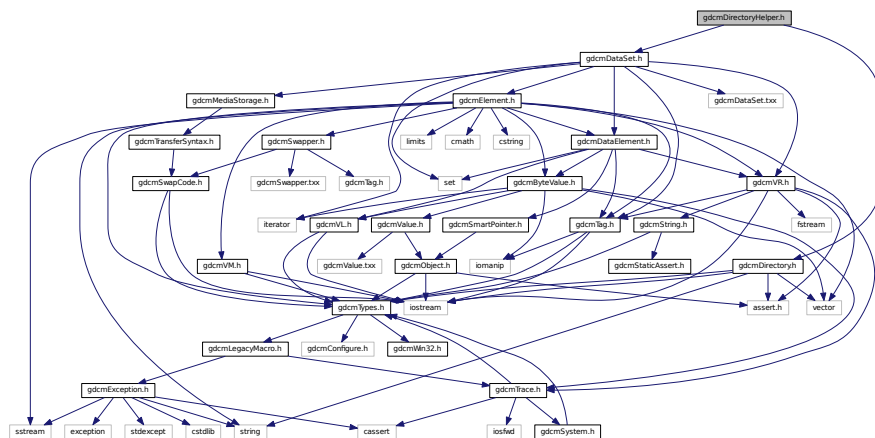 gdcmDirectoryHelper.h
gdcmDataSet.h
gdcmMediaStorage.h
gdcmElement.h
gdcmDataSet.txx
gdcmTransferSyntax.h
gdcmSwapper.h
limits
cmath
cstring
gdcmDataElement.h
gdcmSwapCode.h
gdcmSwapper.txx
gdcmTag.h
set
gdcmByteValue.h
gdcmVR.h
iterator
gdcmVL.h
gdcmValue.h
gdcmSmartPointer.h
gdcmTag.h
gdcmString.h
fstream
gdcmVM.h
gdcmValue.txx
gdcmObject.h
iomanip
gdcmStaticAssert.h
gdcmDirectory.h
gdcmTypes.h
iostream
assert.h
vector
gdcmLegacyMacro.h
gdcmConfigure.h
gdcmWin32.h
gdcmException.h
gdcmTrace.h
sstream
exception
stdexcept
cstdlib
string
cassert
iosfwd
gdcmSystem.h